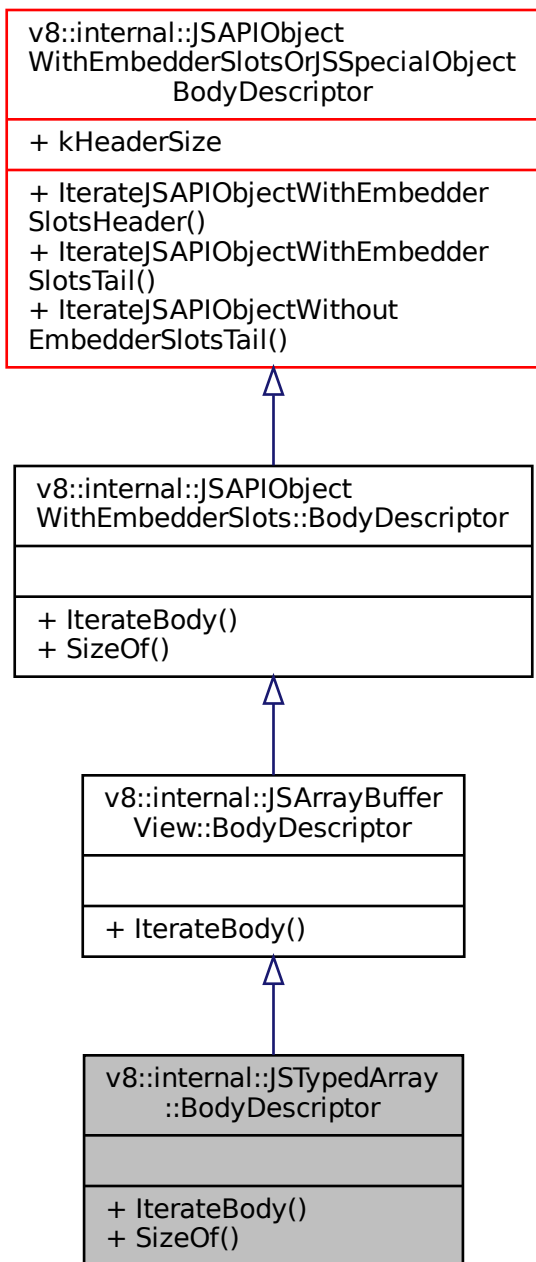 v8::internal::JSAPIObject
WithEmbedderSlotsOrJSSpecialObject
BodyDescriptor
+ kHeaderSize
+ IterateJSAPIObjectWithEmbedder
SlotsHeader()
+ IterateJSAPIObjectWithEmbedder
SlotsTail()
+ IterateJSAPIObjectWithout
EmbedderSlotsTail()
v8::internal::JSAPIObject
WithEmbedderSlots::BodyDescriptor
+ IterateBody()
+ SizeOf()
v8::internal::JSArrayBuffer
View::BodyDescriptor
+ IterateBody()
v8::internal::JSTypedArray
::BodyDescriptor
+ IterateBody()
+ SizeOf()